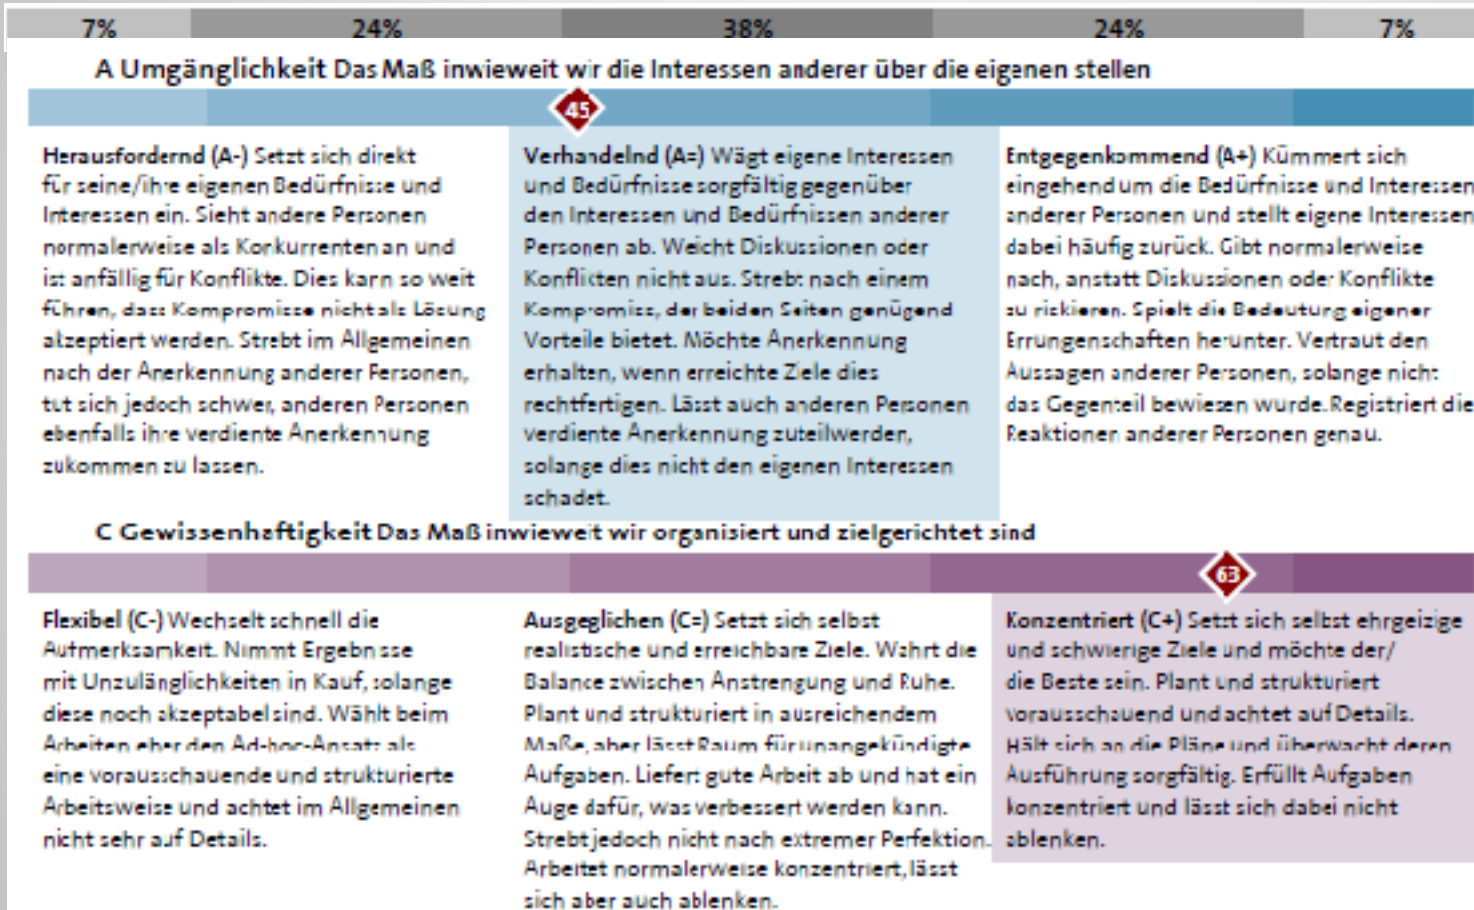 7% 24% 38% 24% 7%
A Umgänglichkeit Das Maß inwieweit wir die Interessen anderer über die eigenen stellen
45
Herausfordernd (A-) Setzt sich direkt
für seine/ihre eigenen Bedürfnisse und
Interessen ein. Sieht andere Personen
normalerweise als Konkurrenten an und
ist anfällig für Konflikte. Dies kann so weit
führen, dass Kompromisse nicht als Lösung
akzeptiert werden. Strebt im Allgemeinen
nach der Anerkennung anderer Personen,
tut sich jedoch schwer, anderen Personen
ebenfalls ihre verdiente Anerkennung
zukommen zu lassen.
Verhandelnd (A=) Wägt eigene Interessen
und Bedürfnisse sorgfältig gegenüber
den Interessen und Bedürfnissen anderer
Personen ab. Weicht Diskussionen oder
Konflikten nicht aus. Strebt nach einem
Kompromiss, der beiden Seiten genügend
Vorteile bietet. Möchte Anerkennung
erhalten, wenn erreichte Ziele dies
rechtfertigen. Lässt auch anderen Personen
verdiente Anerkennung zuteilwerden,
solange dies nicht den eigenen Interessen
schadet.
Entgegenkommend (A+) Kümmert sich
eingehend um die Bedürfnisse und Interessen
anderer Personen und stellt eigene Interessen
dabei häufig zurück. Gibt normalerweise
nach, anstatt Diskussionen oder Konflikte
zu riskieren. Spielt die Bedeutung eigener
Errungenschaften herunter. Vertraut den
Aussagen anderer Personen, solange nicht
das Gegenteil bewiesen wurde. Registriert die
Reaktionen anderer Personen genau.
C Gewissenhaftigkeit Das Maß inwieweit wir organisiert und zielgerichtet sind
63
Flexibel (C-) Wechselt schnell die
Aufmerksamkeit. Nimmt Ergebnisse
mit Unzulänglichkeiten in Kauf, solange
diese noch akzeptabel sind. Wählt beim
Arbeiten eher den Ad-hoc-Ansatz als
eine vorausschauende und strukturierte
Arbeitsweise und achtet im Allgemeinen
nicht sehr auf Details.
Ausgeglichen (C=) Setzt sich selbst
realistische und erreichbare Ziele. Wahrt die
Balance zwischen Anstrengung und Ruhe.
Plant und strukturiert in ausreichendem
Maße, aber lässt Raum für unangekündigte
Aufgaben. Liefert gute Arbeit ab und hat ein
Auge dafür, was verbessert werden kann.
Strebt jedoch nicht nach extremer Perfektion.
Arbeitet normalerweise konzentriert, lässt
sich aber auch ablenken.
Konzentriert (C+) Setzt sich selbst ehrgeizige
und schwierige Ziele und möchte der/
die Beste sein. Plant und strukturiert
vorausschauend und achtet auf Details.
Hält sich an die Pläne und überwacht deren
Ausführung sorgfältig. Erfüllt Aufgaben
konzentriert und lässt sich dabei nicht
ablenken.